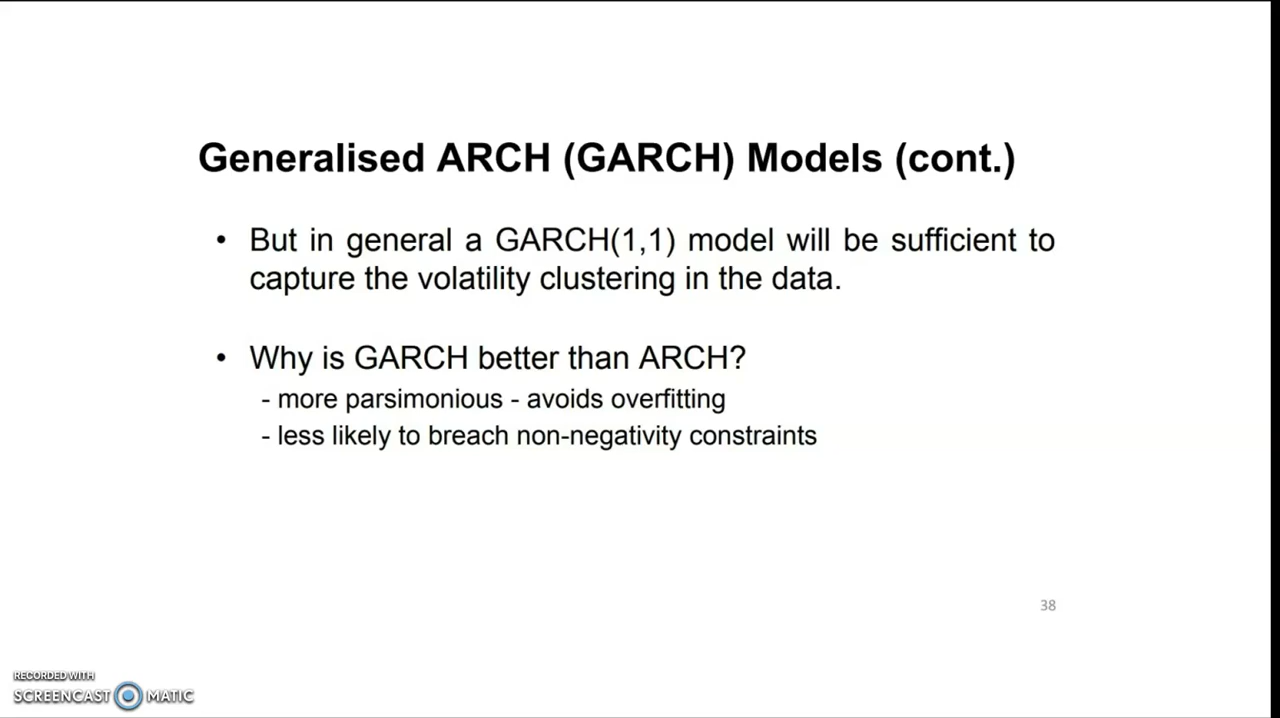 Generalised ARCH (GARCH) Models (cont.)
• But in general a GARCH(1,1) model will be sufficient to
capture the volatility clustering in the data.
• Why is GARCH better than ARCH?
- more parsimonious - avoids overfitting
- less likely to breach non-negativity constraints
38
RECORDED WITH
SCREENCAST MATIC